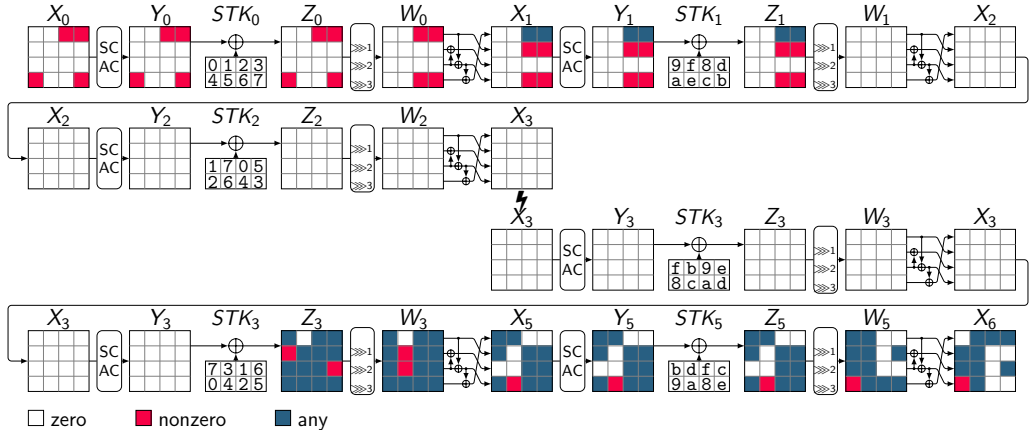 X0 Y0 STK0 Z0 W0 X1 Y1 STK1 Z1 W1 X2
SC AC 0 1 2 3 ⋙1 SC AC 9 f 8 d ⋙1
4 5 6 7 ⋙2 a e c b ⋙2
⋙3 ⋙3
X2 Y2 STK2 Z2 W2 X3
SC AC 1 7 0 5 ⋙1
2 6 4 3 ⋙2
⋙3
X3 Y3 STK3 Z3 W3 X3
SC AC f b 9 e ⋙1
8 c a d ⋙2
⋙3
X3 Y3 STK3 Z3 W3 X5 Y5 STK5 Z5 W5 X6
SC AC 7 3 1 6 ⋙1 SC AC b d f c ⋙1
0 4 2 5 ⋙2 9 a 8 e ⋙2
⋙3 ⋙3
zero nonzero any